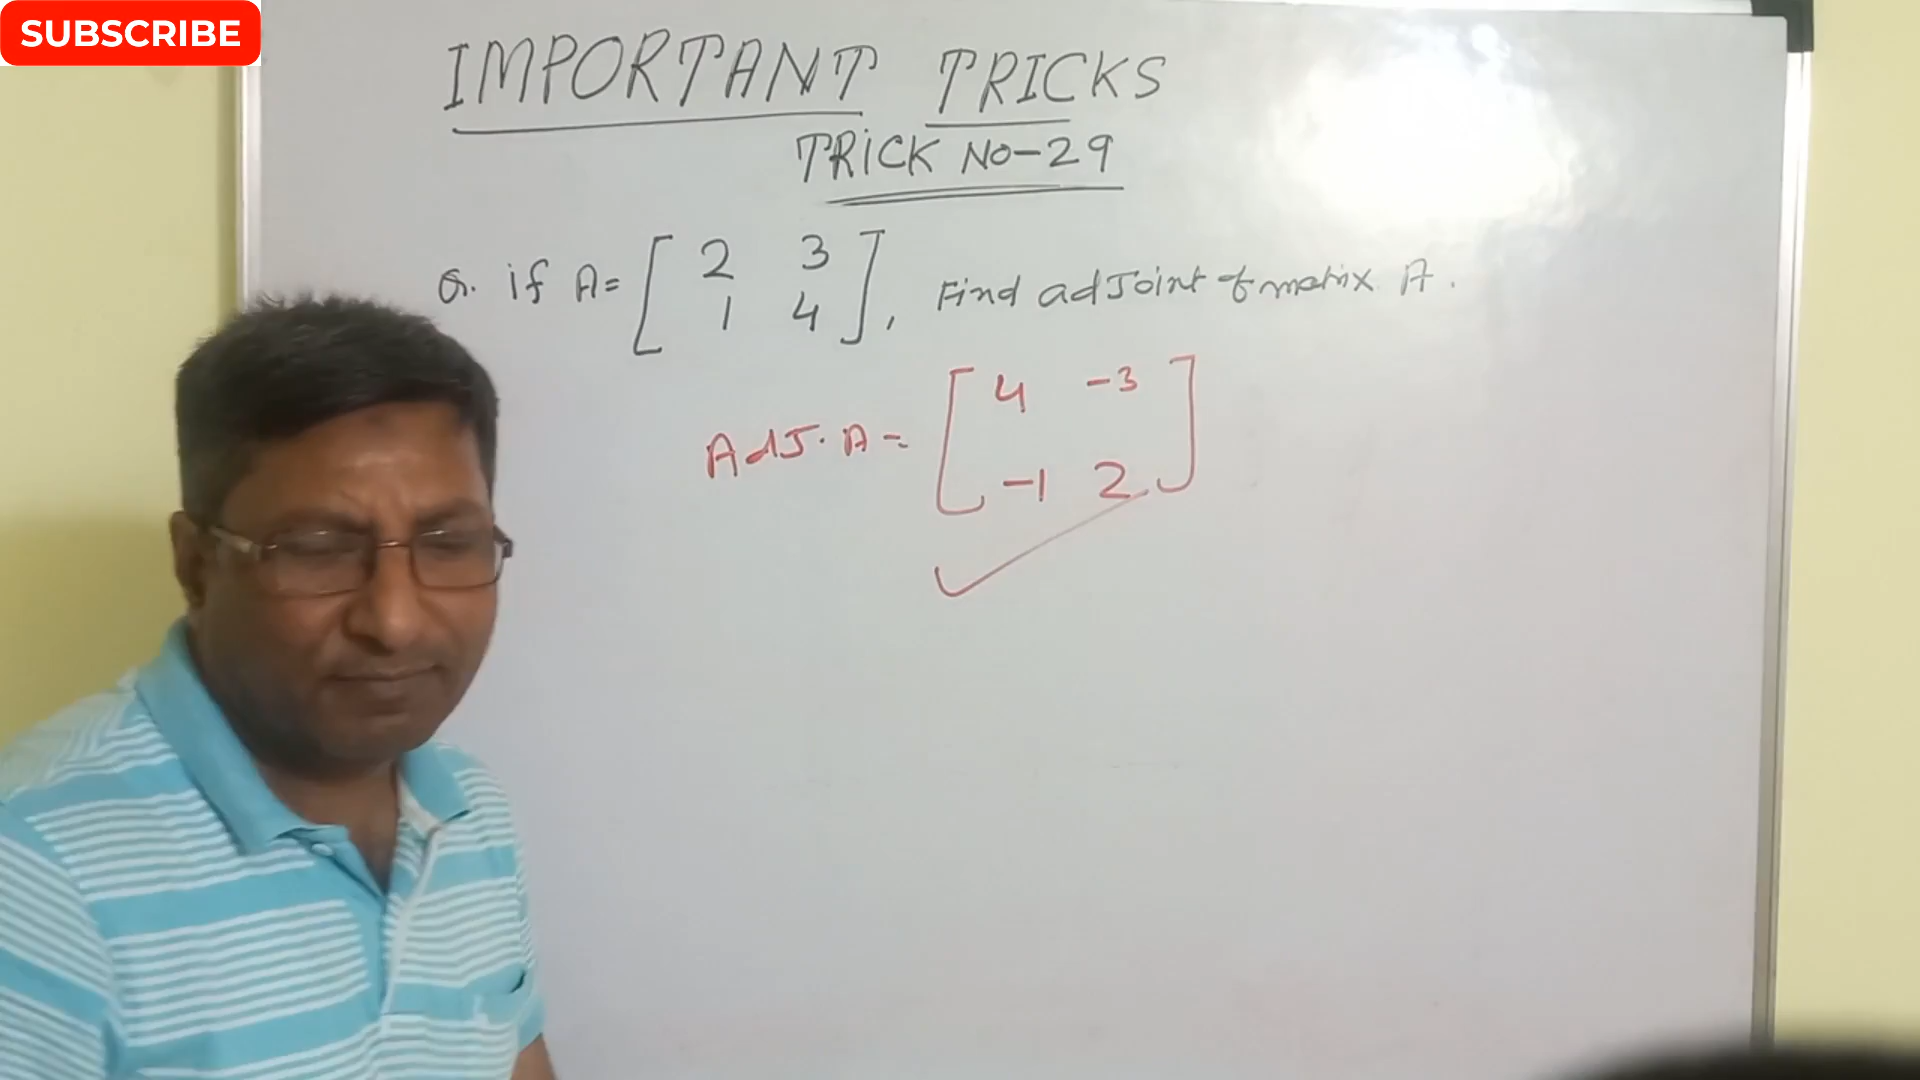 SUBSCRIBE
IMPORTANT TRICKS
TRICK NO-29
Q. if A= [ 2 3
1 4 ], Find adJoint of matrix A.
AdJ. A = [ 4 -3
-1 2 ]